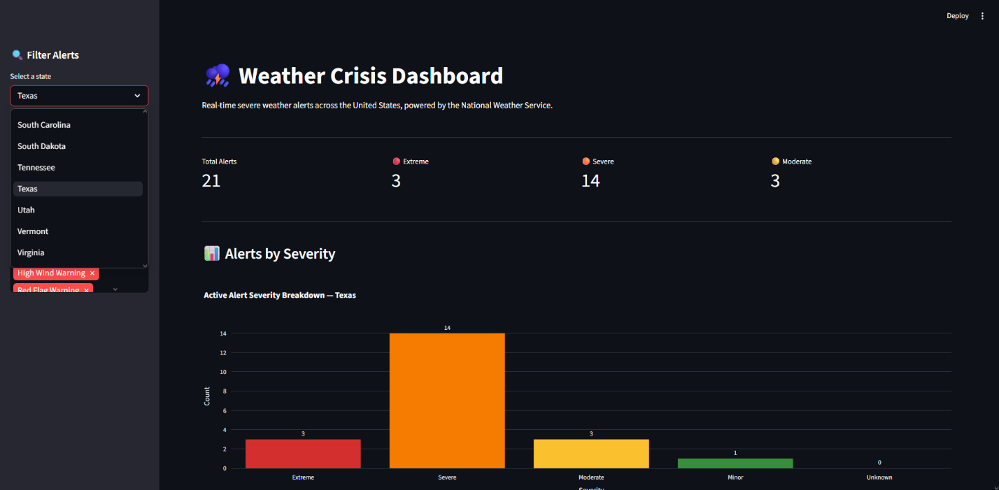 Deploy
Filter Alerts
Select a state
Texas
South Carolina
South Dakota
Tennessee
Texas
Utah
Vermont
Virginia
High Wind Warning ×
Red Flag Warning ×
Weather Crisis Dashboard
Real-time severe weather alerts across the United States, powered by the National Weather Service.
Total Alerts
21
Extreme
3
Severe
14
Moderate
3
Alerts by Severity
Active Alert Severity Breakdown — Texas
Count
14
12
10
8
6
4
2
0
3
14
3
1
0
Extreme
Severe
Moderate
Minor
Unknown
Severity